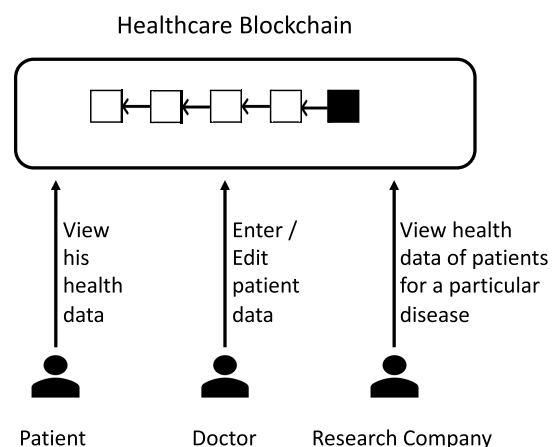 Healthcare Blockchain
View
his
health
data
Enter /
Edit
patient
data
View health
data of patients
for a particular
disease
Patient
Doctor
Research Company